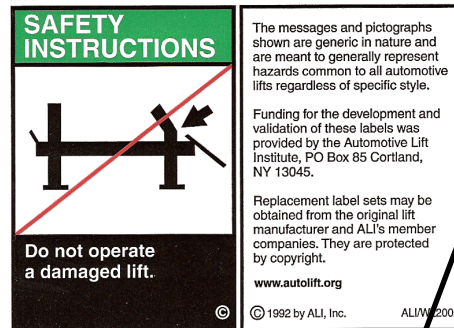 SAFETY
INSTRUCTIONS
Do not operate
a damaged lift.
©
The messages and pictographs
shown are generic in nature and
are meant to generally represent
hazards common to all automotive
lifts regardless of specific style.
Funding for the development and
validation of these labels was
provided by the Automotive Lift
Institute, PO Box 85 Cortland,
NY 13045.
Replacement label sets may be
obtained from the original lift
manufacturer and ALI's member
companies. They are protected
by copyright.
www.autolift.org
© 1992 by ALI, Inc.